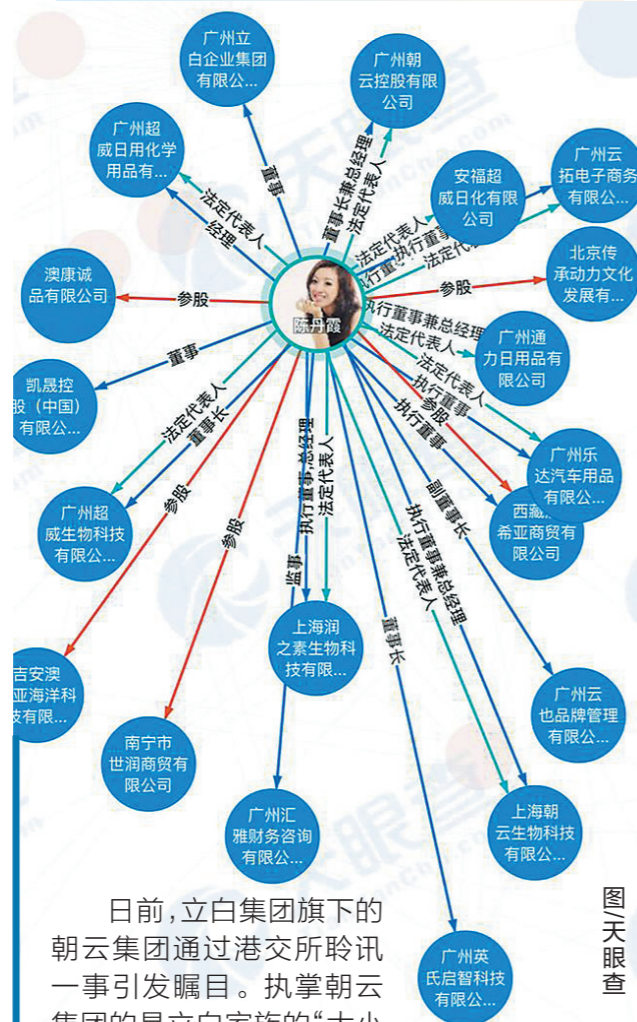 广州立
白企业集团
有限公...
广州朝
云控股有限
公司
广州超
威日用化学
用品有...
安福超
威日化有限
公司
广州云
拓电子商务
有限公...
澳康诚
品有限公司
北京传
承动力文化
发展有...
凯晟控
股（中国）
有限公...
广州通
力日用品有
限公司
广州超
威生物科技
有限公...
广州乐
达汽车用品
有限公...
西藏
希亚商贸有
限公司
吉安澳
亚海洋科
技有限...
上海润
之素生物科
技有限...
广州云
也品牌管理
有限公...
南宁市
世润商贸有
限公司
广州汇
雅财务咨询
有限公...
上海朝
云生物科技
有限公...
广州英
氏启智科技
有限公...
陈丹霞
董事
董事长兼总经理
法定代表人
法定代表人
经理
法定代表人
执行董事
执行董事
法定代
参股
参股
董事
执行董事兼总经理
法定代表人
法定代表人
执行董事
参股
执行董事
法定代表人
董事长
参股
参股
监事
执行董事,总经理
法定代表人
董事长
执行董事兼总经理
法定代表人
副董事长
天眼查
图/天眼查
日前,立白集团旗下的
朝云集团通过港交所聆讯
一事引发瞩目。执掌朝云
集团的是立白家族的“大小